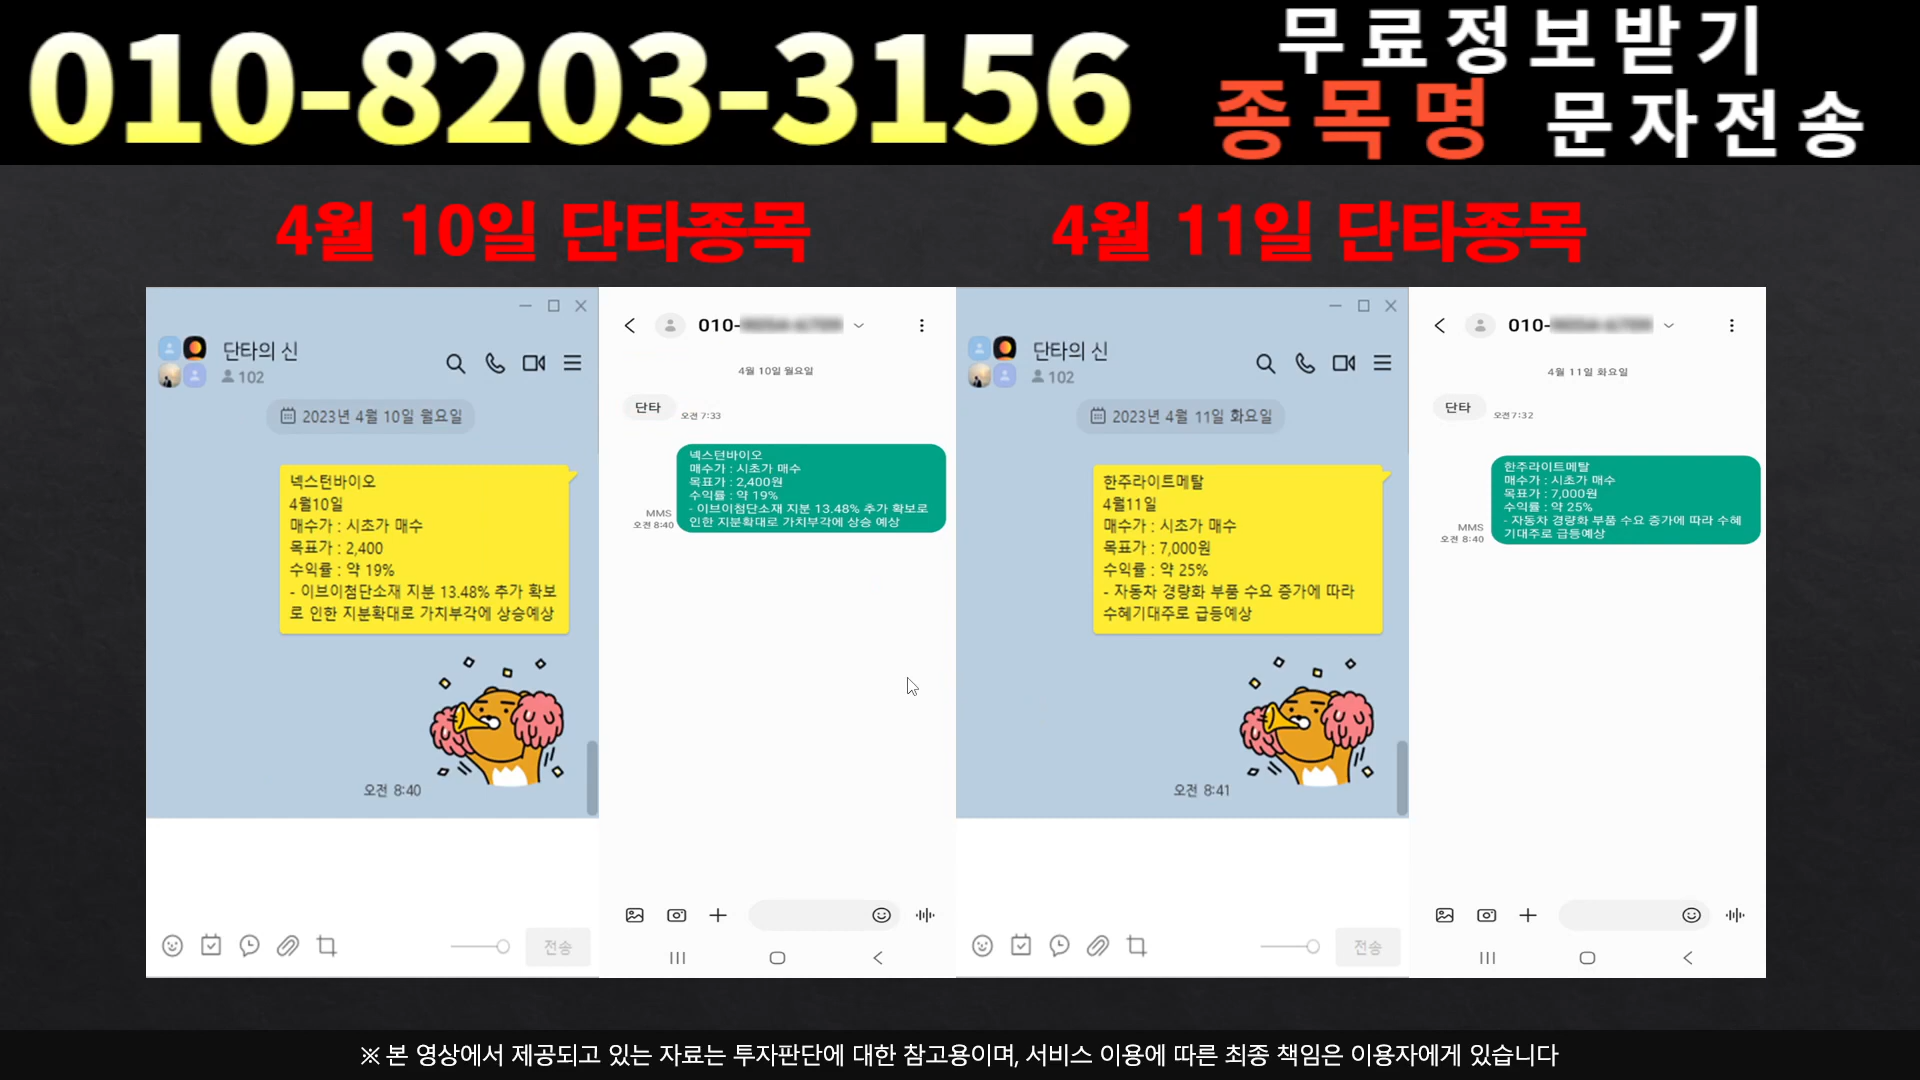 010-8203-3156
무료정보받기
종목명 문자전송
4월 10일 단타종목
4월 11일 단타종목
단타의 신
102
2023년 4월 10일 월요일
넥스턴바이오
4월10일
매수가 : 시초가 매수
목표가 : 2,400
수익률 : 약 19%
- 이브이첨단소재 지분 13.48% 추가 확보
로 인한 지분확대로 가치부각에 상승예상
오전 8:40
전송
010-
4월 10일 월요일
단타
오전 7:33
넥스턴바이오
매수가 : 시초가 매수
목표가 : 2,400원
수익률 : 약 19%
- 이브이첨단소재 지분 13.48% 추가 확보로
인한 지분확대로 가치부각에 상승 예상
MMS
오전 8:40
단타의 신
102
2023년 4월 11일 화요일
한주라이트메탈
4월11일
매수가 : 시초가 매수
목표가 : 7,000원
수익률 : 약 25%
- 자동차 경량화 부품 수요 증가에 따라
수혜기대주로 급등예상
오전 8:41
전송
010-
4월 11일 화요일
단타
오전 7:32
한주라이트메탈
매수가 : 시초가 매수
목표가 : 7,000원
수익률 : 약 25%
- 자동차 경량화 부품 수요 증가에 따라 수혜
기대주로 급등예상
MMS
오전 8:40
※ 본 영상에서 제공되고 있는 자료는 투자판단에 대한 참고용이며, 서비스 이용에 따른 최종 책임은 이용자에게 있습니다